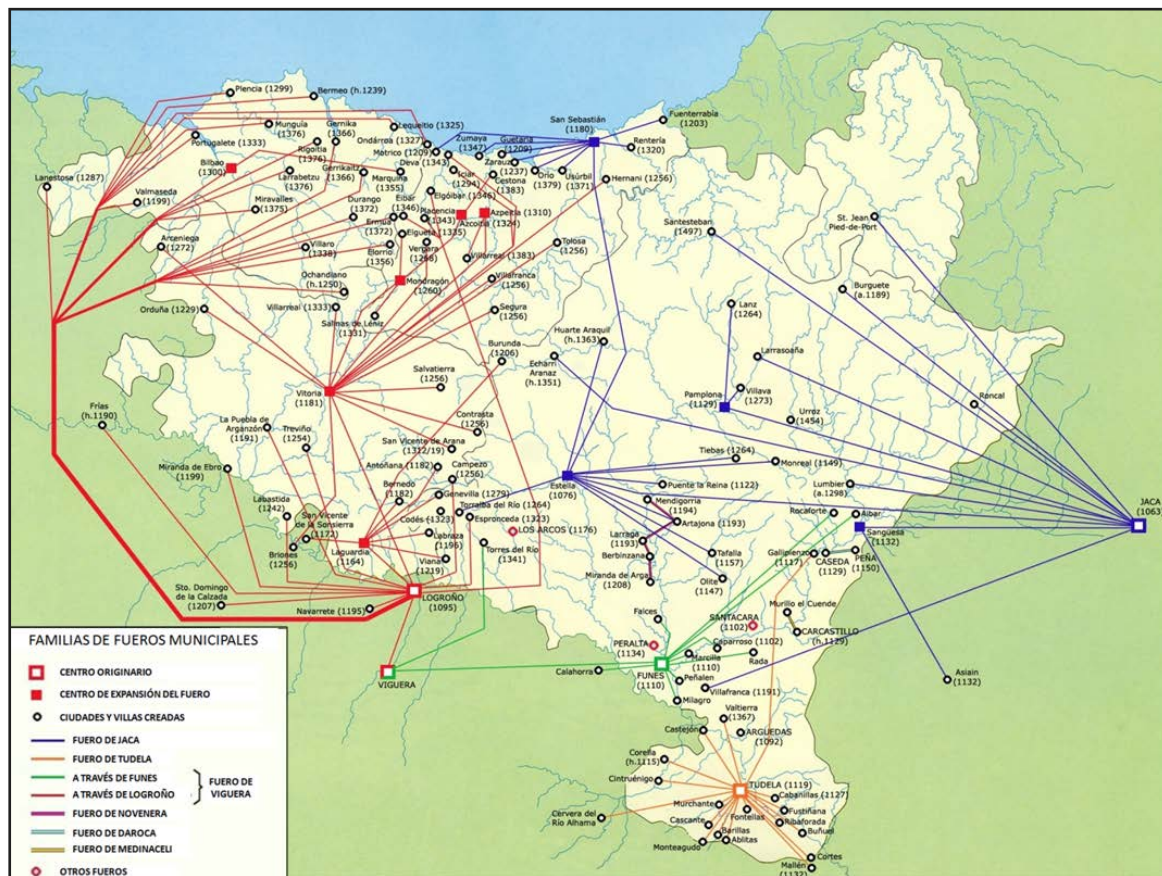 Plencia (1299)
Bermeo (h.1239)
Munguía
(1376)
Gernika
(1366)
Lequeitio (1325)
Portugalete (1333)
Rigoitia
(1376)
Ondárroa (1327)
Motrico (1209)
Zumaya
(1347)
Guetaria
(1209)
San Sebastián
(1180)
Fuenterrabía
(1203)
Rentería
(1320)
Bilbao
(1300)
Larrabetzu
(1376)
Gerrikaitz
(1366)
Marquina
(1355)
Deva (1343)
Iciar
(1294)
Zarauz
(1237)
Cestona
(1383)
Orio
(1379)
Usúrbil
(1371)
Hernani (1256)
Lanestosa (1287)
Valmaseda
(1199)
Miravalles
(1375)
Durango
(1372)
Eibar
(1346)
Elgóibar (1346)
Placencia
(1343)
Azcoitia
(1324)
Azpeitia (1310)
Ermua
(1372)
Elgueta (1335)
Arceniega
(1272)
Villaro
(1338)
Elorrio
(1356)
Vergara
(1268)
Villarreal (1383)
Tolosa
(1256)
Santesteban
(1497)
St. Jean
Pied-de-Port
Ochandiano
(h.1250)
Mondragón
(1260)
Villafranca
(1256)
Burguete
(a.1189)
Orduña (1229)
Villarreal (1333)
Salinas de Léniz
(1331)
Segura
(1256)
Lanz
(1264)
Huarte Araquil
(h.1363)
Burunda
(1206)
Echarri
Aranaz
(h.1351)
Larrasoaña
Salvatierra
(1256)
Vitoria
(1181)
Pamplona
(1129)
Villava
(1273)
Roncal
Urroz
(1454)
Frías
(h.1190)
La Puebla de
Arganzón
(1191)
Treviño
(1254)
Contrasta
(1256)
San Vicente de Arana
(1312/19)
Miranda de Ebro
(1199)
Antoñana (1182)
Campezo
(1256)
Estella
(1076)
Tiebas (1264)
Monreal (1149)
Bernedo
(1182)
Genevilla (1279)
Puente la Reina (1122)
Lumbier
(a.1298)
Labastida
(1242)
San Vicente
de la Sonsierra
(1172)
Codés (1323)
Torralba del Río (1264)
Espronceda (1323)
LOS ARCOS (1176)
Mendigorria
(1194)
Artajona (1193)
Rocaforte
Aibar
JACA
(1063)
Sangüesa
(1132)
Briones
(1256)
Laguardia
(1164)
Labraza
(1196)
Viana
(1219)
Torres del Río
(1341)
Larraga
(1193)
Berbinzana
Tafalla
(1157)
Gallipienzo
(1117)
CASEDA
(1129)
PEÑA
(1150)
Miranda de Arga
(1208)
Olite
(1147)
Sto. Domingo
de la Calzada
(1207)
Navarrete (1195)
LOGROÑO
(1095)
Falces
SANTACARA
(1102)
Murillo el Cuende
CARCASTILLO
(h.1129)
PERALTA
(1134)
Caparroso (1102)
Marcilla
(1110)
Rada
VIGUERA
Calahorra
FUNES
(1110)
Peñalen
Villafranca (1191)
Milagro
Asiain
(1132)
Valtierra
(1367)
Castejón
ARGUEDAS
(1092)
Coreña
(h.1115)
Cintruénigo
TUDELA (1119)
Cabanillas (1127)
Murchante
Fustiñana
Cervera del
Río Alhama
Cascante
Fontellas
Ribaforada
Barillas
Buñuel
Monteagudo
Ablitas
Cortes
Mallén
(1132)
FAMILIAS DE FUEROS MUNICIPALES
CENTRO ORIGINARIO
CENTRO DE EXPANSIÓN DEL FUERO
CIUDADES Y VILLAS CREADAS
FUERO DE JACA
FUERO DE TUDELA
A TRAVÉS DE FUNES
A TRAVÉS DE LOGROÑO
FUERO DE
VIGUERA
FUERO DE NOVENERA
FUERO DE DAROCA
FUERO DE MEDINACELI
OTROS FUEROS